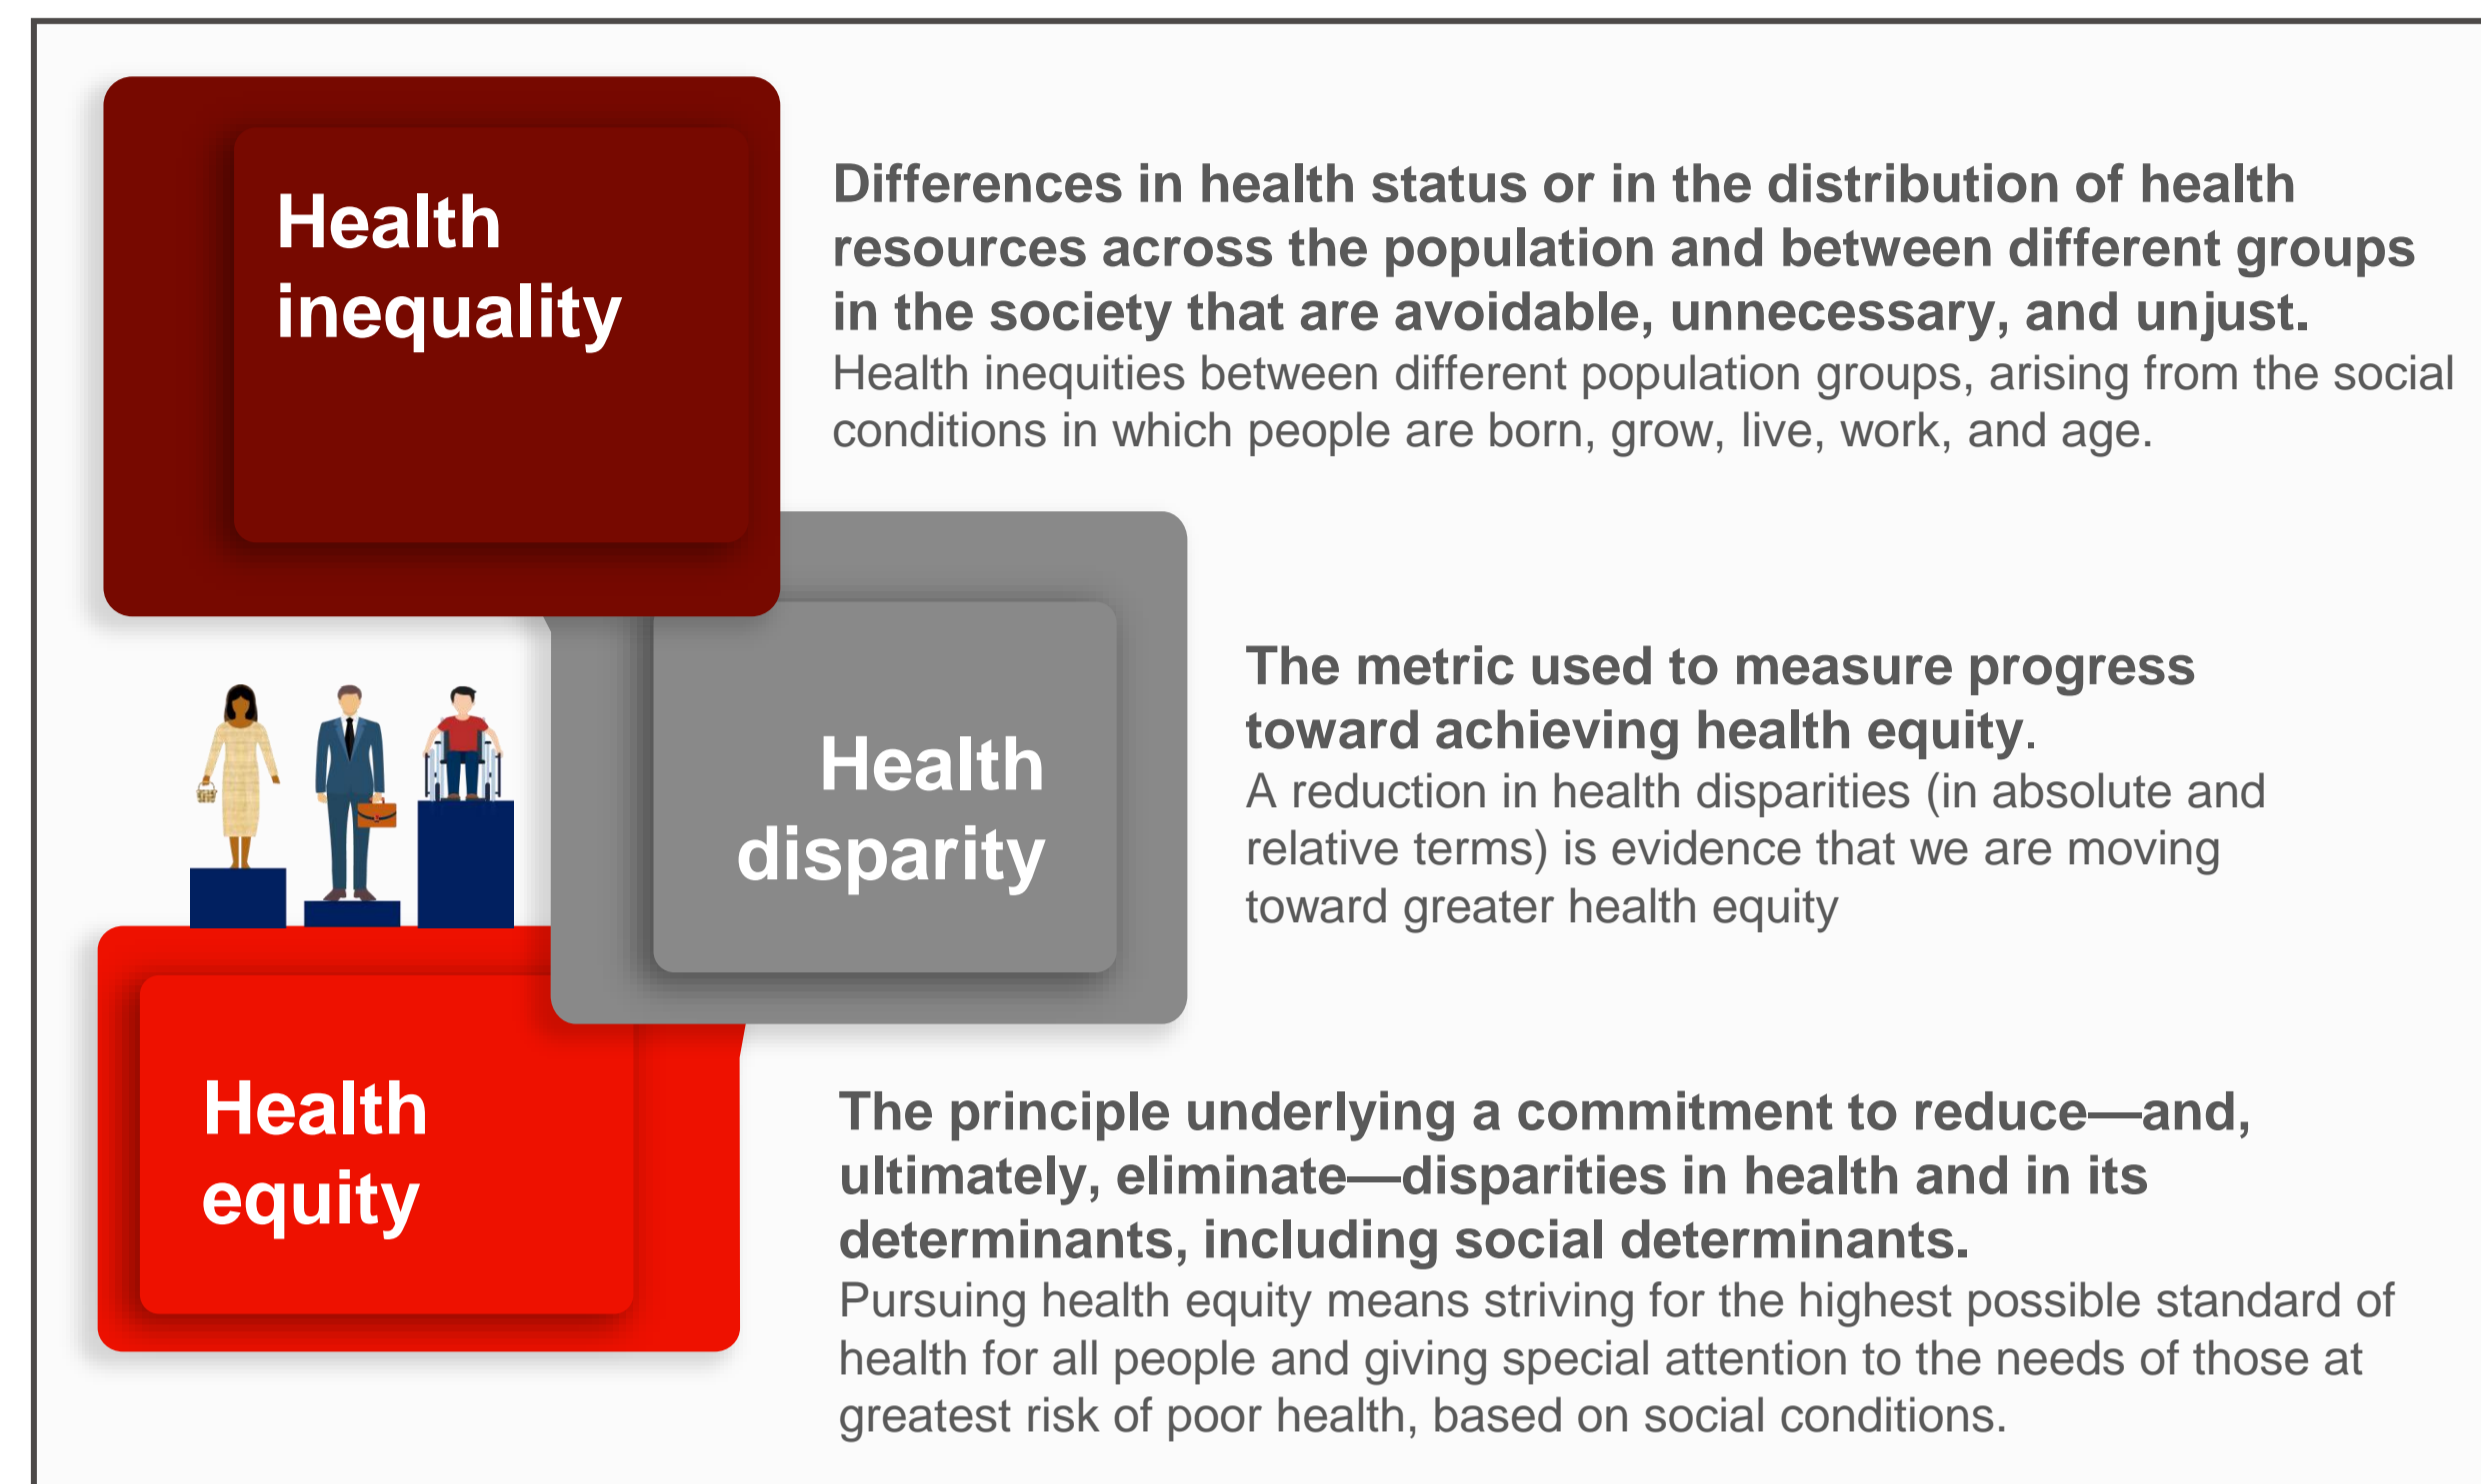 Health
inequality
Differences in health status or in the distribution of health
resources across the population and between different groups
in the society that are avoidable, unnecessary, and unjust.
Health inequities between different population groups, arising from the social
conditions in which people are born, grow, live, work, and age.
Health
disparity
The metric used to measure progress
toward achieving health equity.
A reduction in health disparities (in absolute and
relative terms) is evidence that we are moving
toward greater health equity
Health
equity
The principle underlying a commitment to reduce—and,
ultimately, eliminate—disparities in health and in its
determinants, including social determinants.
Pursuing health equity means striving for the highest possible standard of
health for all people and giving special attention to the needs of those at
greatest risk of poor health, based on social conditions.